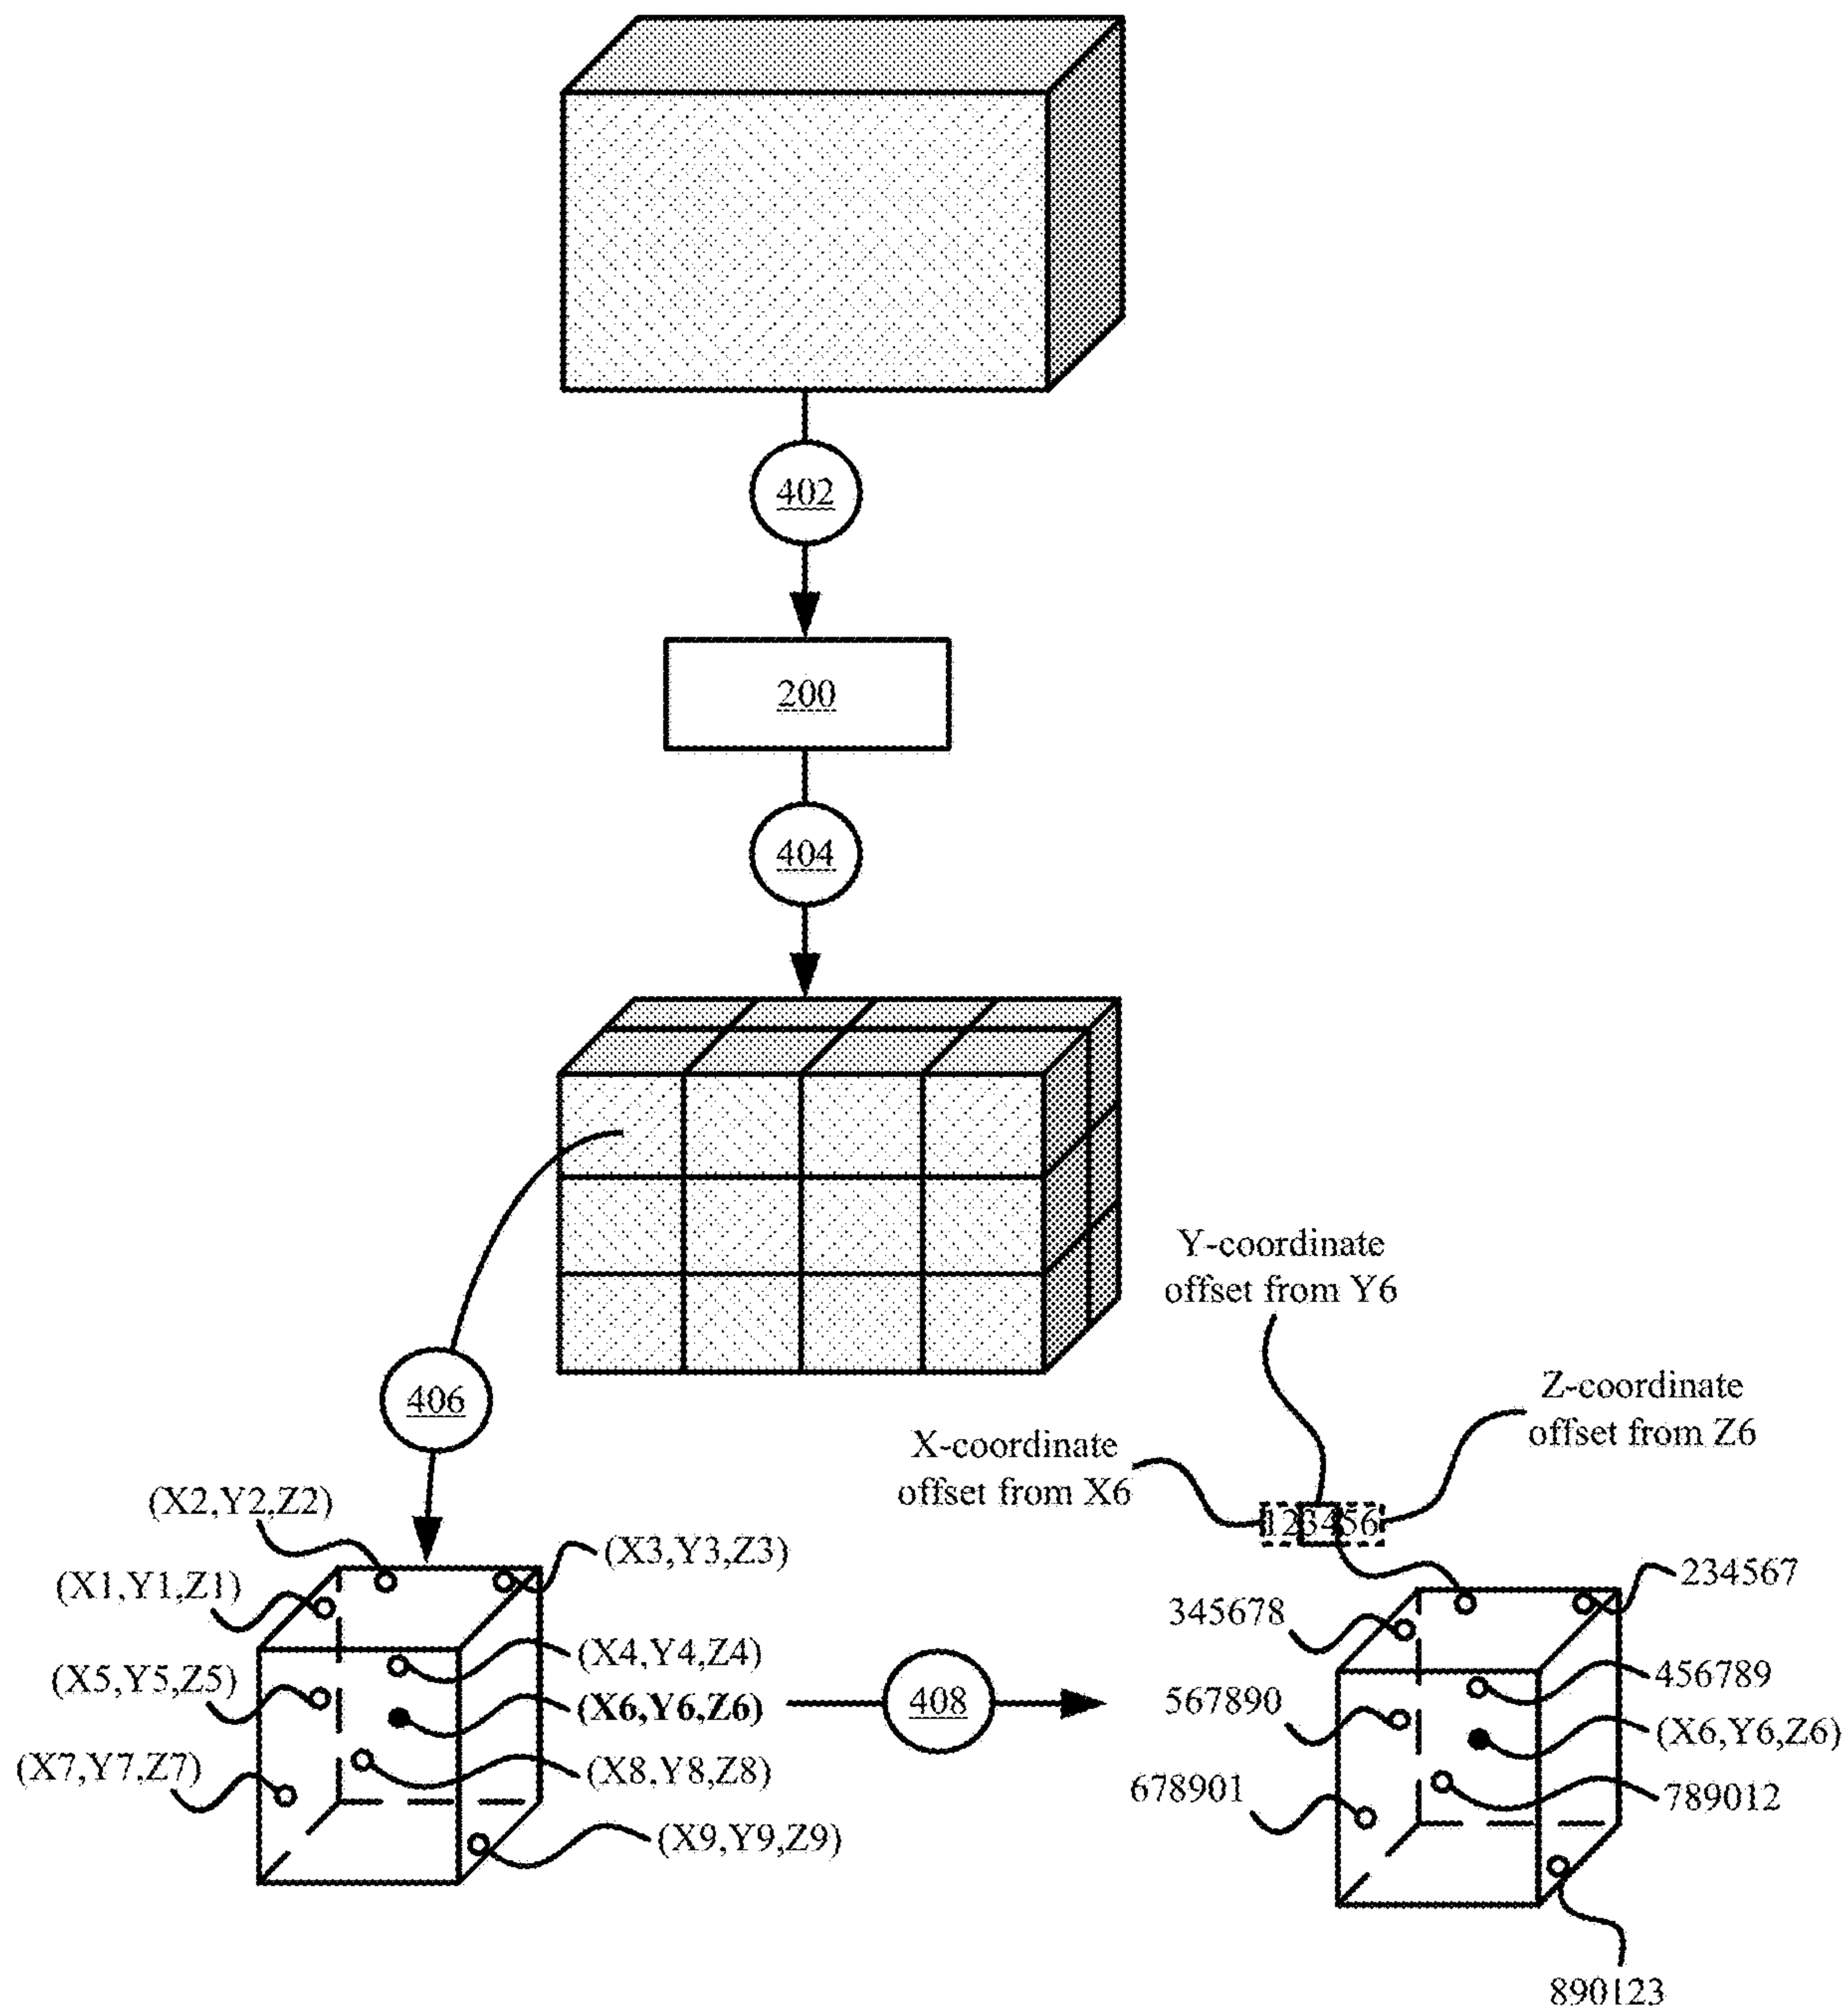 402
200
404
Y-coordinate
offset from Y6
406
Z-coordinate
offset from Z6
X-coordinate
offset from X6
123456
(X2,Y2,Z2)
(X3,Y3,Z3)
(X1,Y1,Z1)
(X4,Y4,Z4)
(X5,Y5,Z5)
(X6,Y6,Z6)
(X7,Y7,Z7)
(X8,Y8,Z8)
(X9,Y9,Z9)
408
234567
345678
456789
567890
(X6,Y6,Z6)
678901
789012
890123